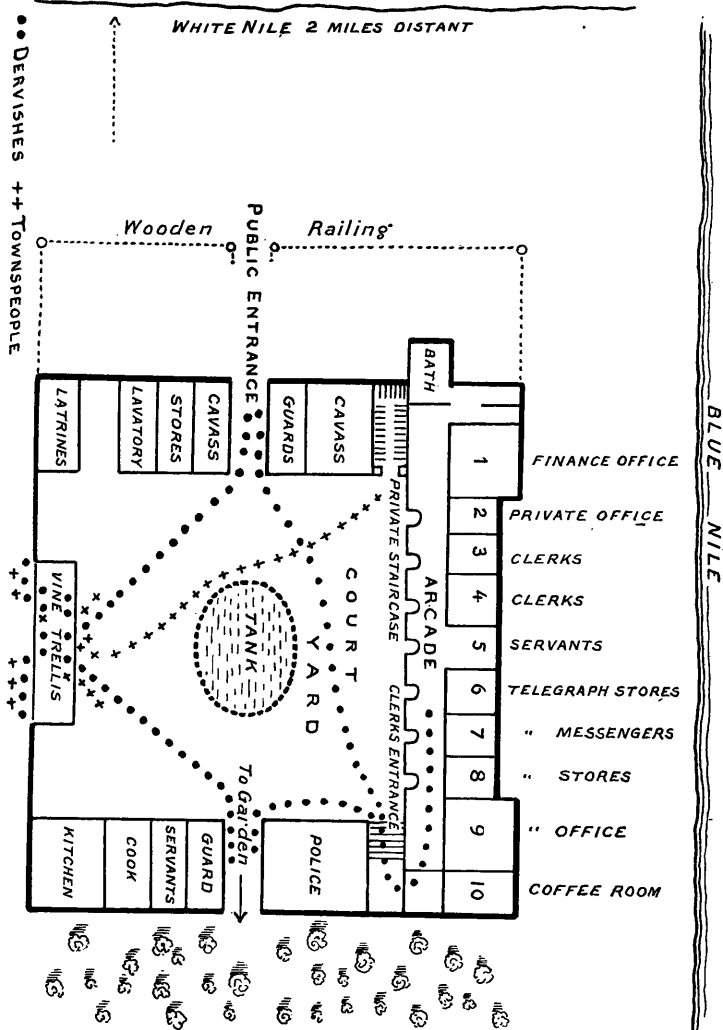 WHITE NILE 2 MILES DISTANT
BLUE NILE
•• DERVISHES ++ TOWNSPEOPLE
Wooden Railing
PUBLIC ENTRANCE
LATRINES
LAVATORY
STORES
CAVASS
GUARDS
CAVASS
BATH
1 FINANCE OFFICE
2 PRIVATE OFFICE
3 CLERKS
4 CLERKS
5 SERVANTS
6 TELEGRAPH STORES
7 " MESSENGERS
8 " STORES
9 " OFFICE
10 COFFEE ROOM
PRIVATE STAIRCASE
ARCADE
CLERKS ENTRANCE
COURT
YARD
TANK
VINE TRELLIS
To Garden
KITCHEN
COOK
SERVANTS
GUARD
POLICE